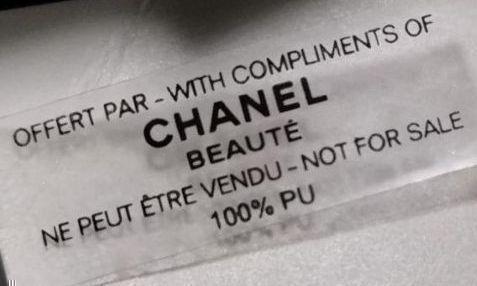 OFFERT PAR - WITH COMPLIMENTS OF
CHANEL
BEAUTÉ
NE PEUT ÊTRE VENDU - NOT FOR SALE
100% PU